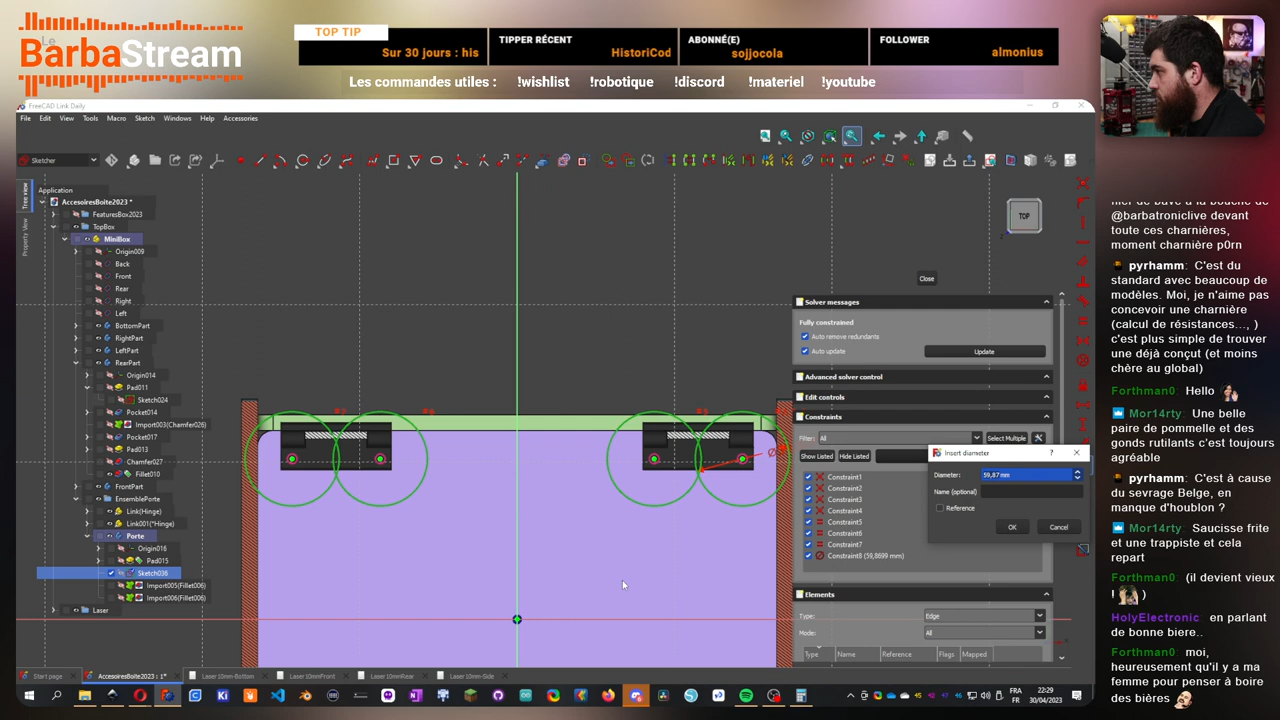 Le
BarbaStream
TOP TIP
Sur 30 jours : his
TIPPER RÉCENT
HistoriCod
ABONNÉ(E)
sojjocola
FOLLOWER
almonius
Les commandes utiles : !wishlist !robotique !discord !materiel !youtube
FreeCAD Link Daily
File Edit View Tools Macro Sketch Windows Help Accessories
Sketcher
Tree view
Property View
Application
AccesoiresBoite2023 *
FeaturesBox2023
TopBox
MiniBox
Origin009
Back
Front
Rear
Right
Left
BottomPart
RightPart
LeftPart
RearPart
Origin014
Pad011
Sketch024
Pocket014
Import003(Chamfer026)
Pocket017
Pad013
Chamfer027
Fillet010
FrontPart
EnsemblePorte
Link(Hinge)
Link001(*Hinge)
Porte
Origin016
Pad015
Sketch036
Import005(Fillet006)
Import006(Fillet006)
Laser
TOP
Close
Solver messages
Fully constrained
Auto remove redundants
Auto update
Update
Advanced solver control
Edit controls
Constraints
Filter: All
Select Multiple
Show Listed Hide Listed
Constraint1
Constraint2
Constraint3
Constraint4
Constraint5
Constraint6
Constraint7
Constraint8 (59,8699 mm)
Insert diameter
? 
Diameter: 59,87 mm
Name (optional)
Reference
OK Cancel
Elements
Type: Edge
Mode: All
Type Name Reference Flags Mapped
Start page
AccesoiresBoite2023 : 1*
Laser10mm-Bottom
Laser10mmFront
Laser10mmRear
Laser10mm-Side
FRA
FR
22:29
30/04/2023
@barbatroniclive devant
toute ces charnières,
moment charnière p0rn
pyrhamm: C'est du
standard avec beaucoup de
modèles. Moi, je n'aime pas
concevoir une charnière
(calcul de résistances..., )
c'est plus simple de trouver
une déjà conçut (et moins
chère au global)
Forthman0: Hello
Mor14rty: Une belle
paire de pommelle et des
gonds rutilants c'est toujours
agréable
pyrhamm: C'est à cause
du sevrage Belge, en
manque d'houblon ?
Mor14rty: Saucisse frite
et une trappiste et cela
repart
Forthman0: (il devient vieux
! )
HolyElectronic: en parlant
de bonne biere..
Forthman0: moi,
heureusement qu'il y a ma
femme pour penser à boire
des bières